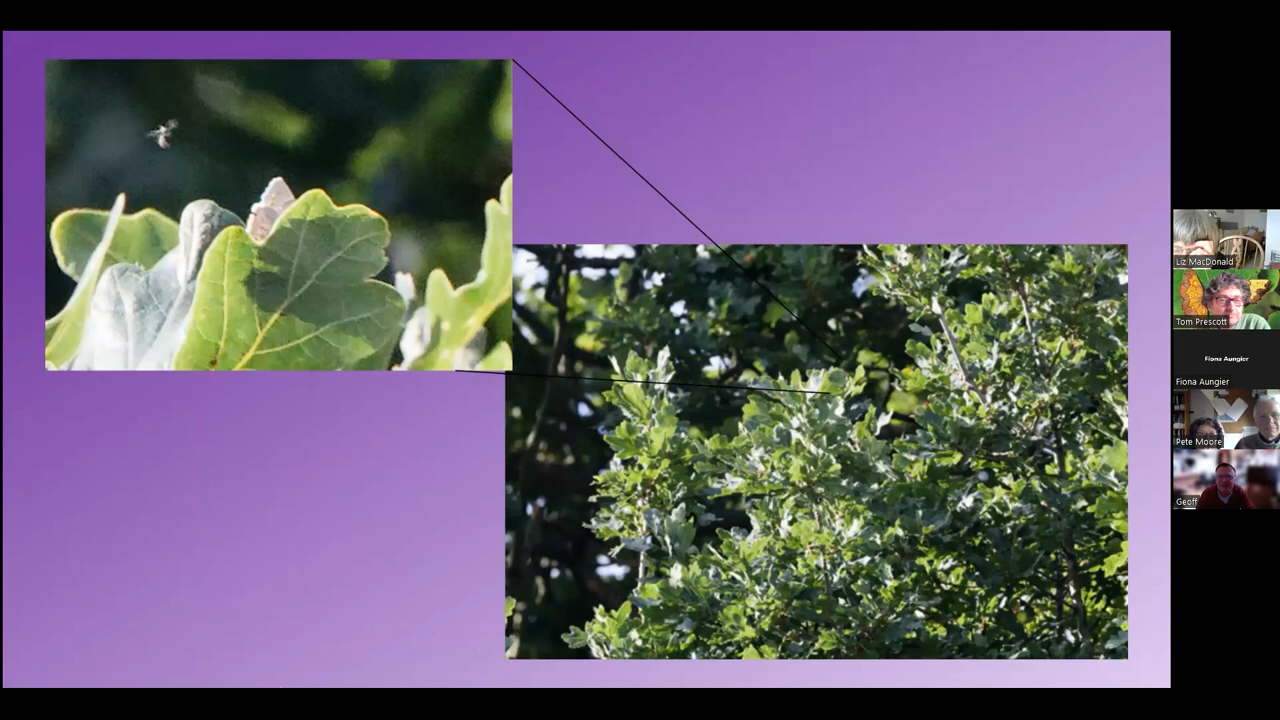 Liz MacDonald
Tom Prescott
Fiona Aungier
Fiona Aungier
Pete Moore
Geoff